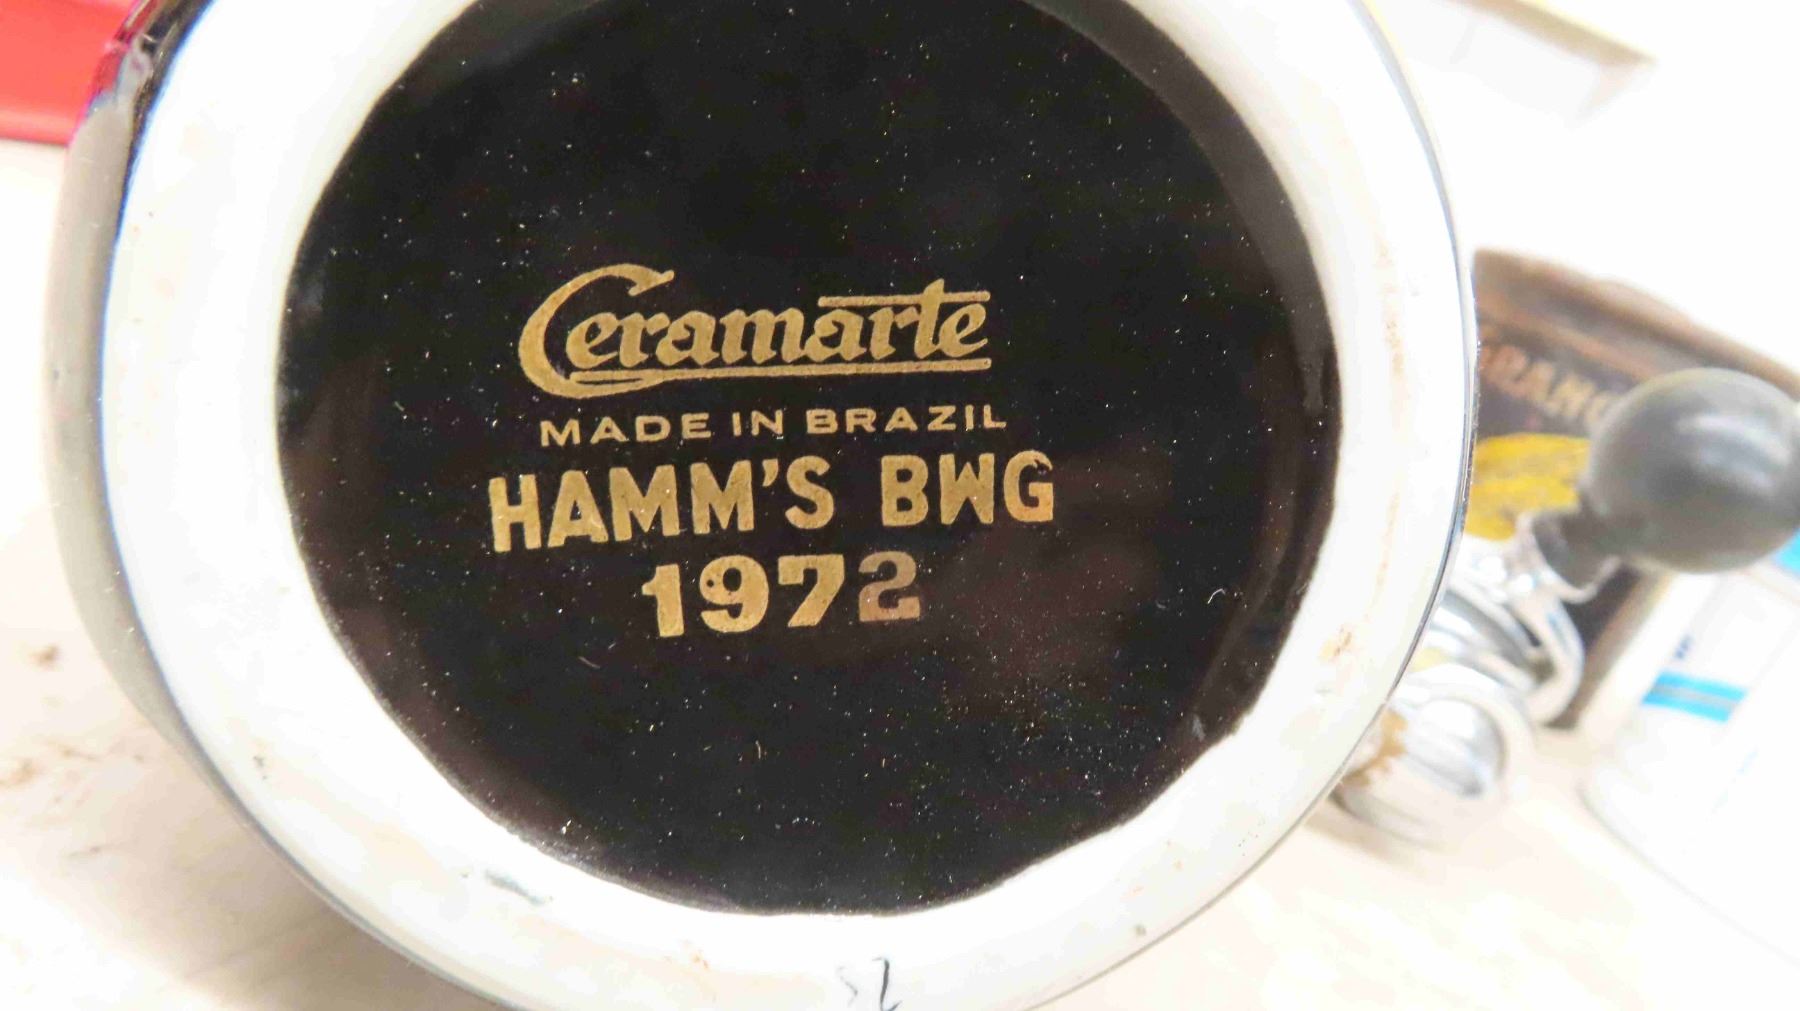 Ceramarte
MADE IN BRAZIL
HAMM'S BWG
1972